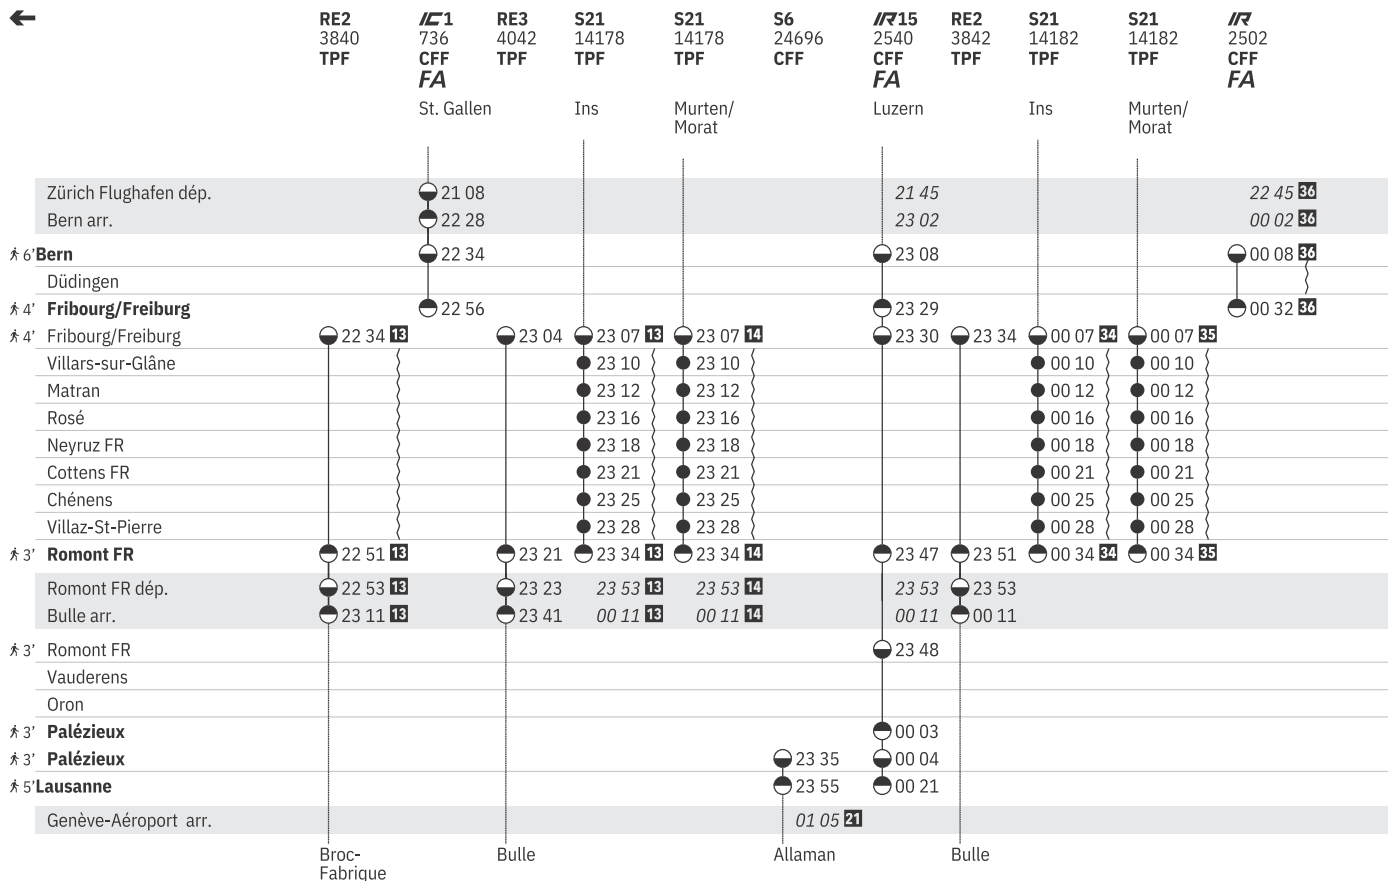 RE2 IC1 RE3 S21 S21 S6 IR15 RE2 S21 S21 IR
3840 736 4042 14178 14178 24696 2540 3842 14182 14182 2502
TPF CFF TPF TPF TPF CFF CFF TPF TPF TPF CFF
FA FA FA
St. Gallen Ins Murten/ Luzern Ins Murten/
Morat Morat
Zürich Flughafen dép. 21 08 21 45 22 45 36
Bern arr. 22 28 23 02 00 02 36
6' Bern 22 34 23 08 00 08 36
Düdingen
4' Fribourg/Freiburg 22 56 23 29 00 32 36
4' Fribourg/Freiburg 22 34 13 23 04 23 07 13 23 07 14 23 30 23 34 00 07 34 00 07 35
Villars-sur-Glâne 23 10 23 10 00 10 00 10
Matran 23 12 23 12 00 12 00 12
Rosé 23 16 23 16 00 16 00 16
Neyruz FR 23 18 23 18 00 18 00 18
Cottens FR 23 21 23 21 00 21 00 21
Chénens 23 25 23 25 00 25 00 25
Villaz-St-Pierre 23 28 23 28 00 28 00 28
3' Romont FR 22 51 13 23 21 23 34 13 23 34 14 23 47 23 51 00 34 34 00 34 35
Romont FR dép. 22 53 13 23 23 23 53 13 23 53 14 23 53 23 53
Bulle arr. 23 11 13 23 41 00 11 13 00 11 14 00 11 00 11
3' Romont FR 23 48
Vauderens
Oron
3' Palézieux 00 03
3' Palézieux 23 35 00 04
5' Lausanne 23 55 00 21
Genève-Aéroport arr. 01 05 21
Broc- Bulle Allaman Bulle
Fabrique